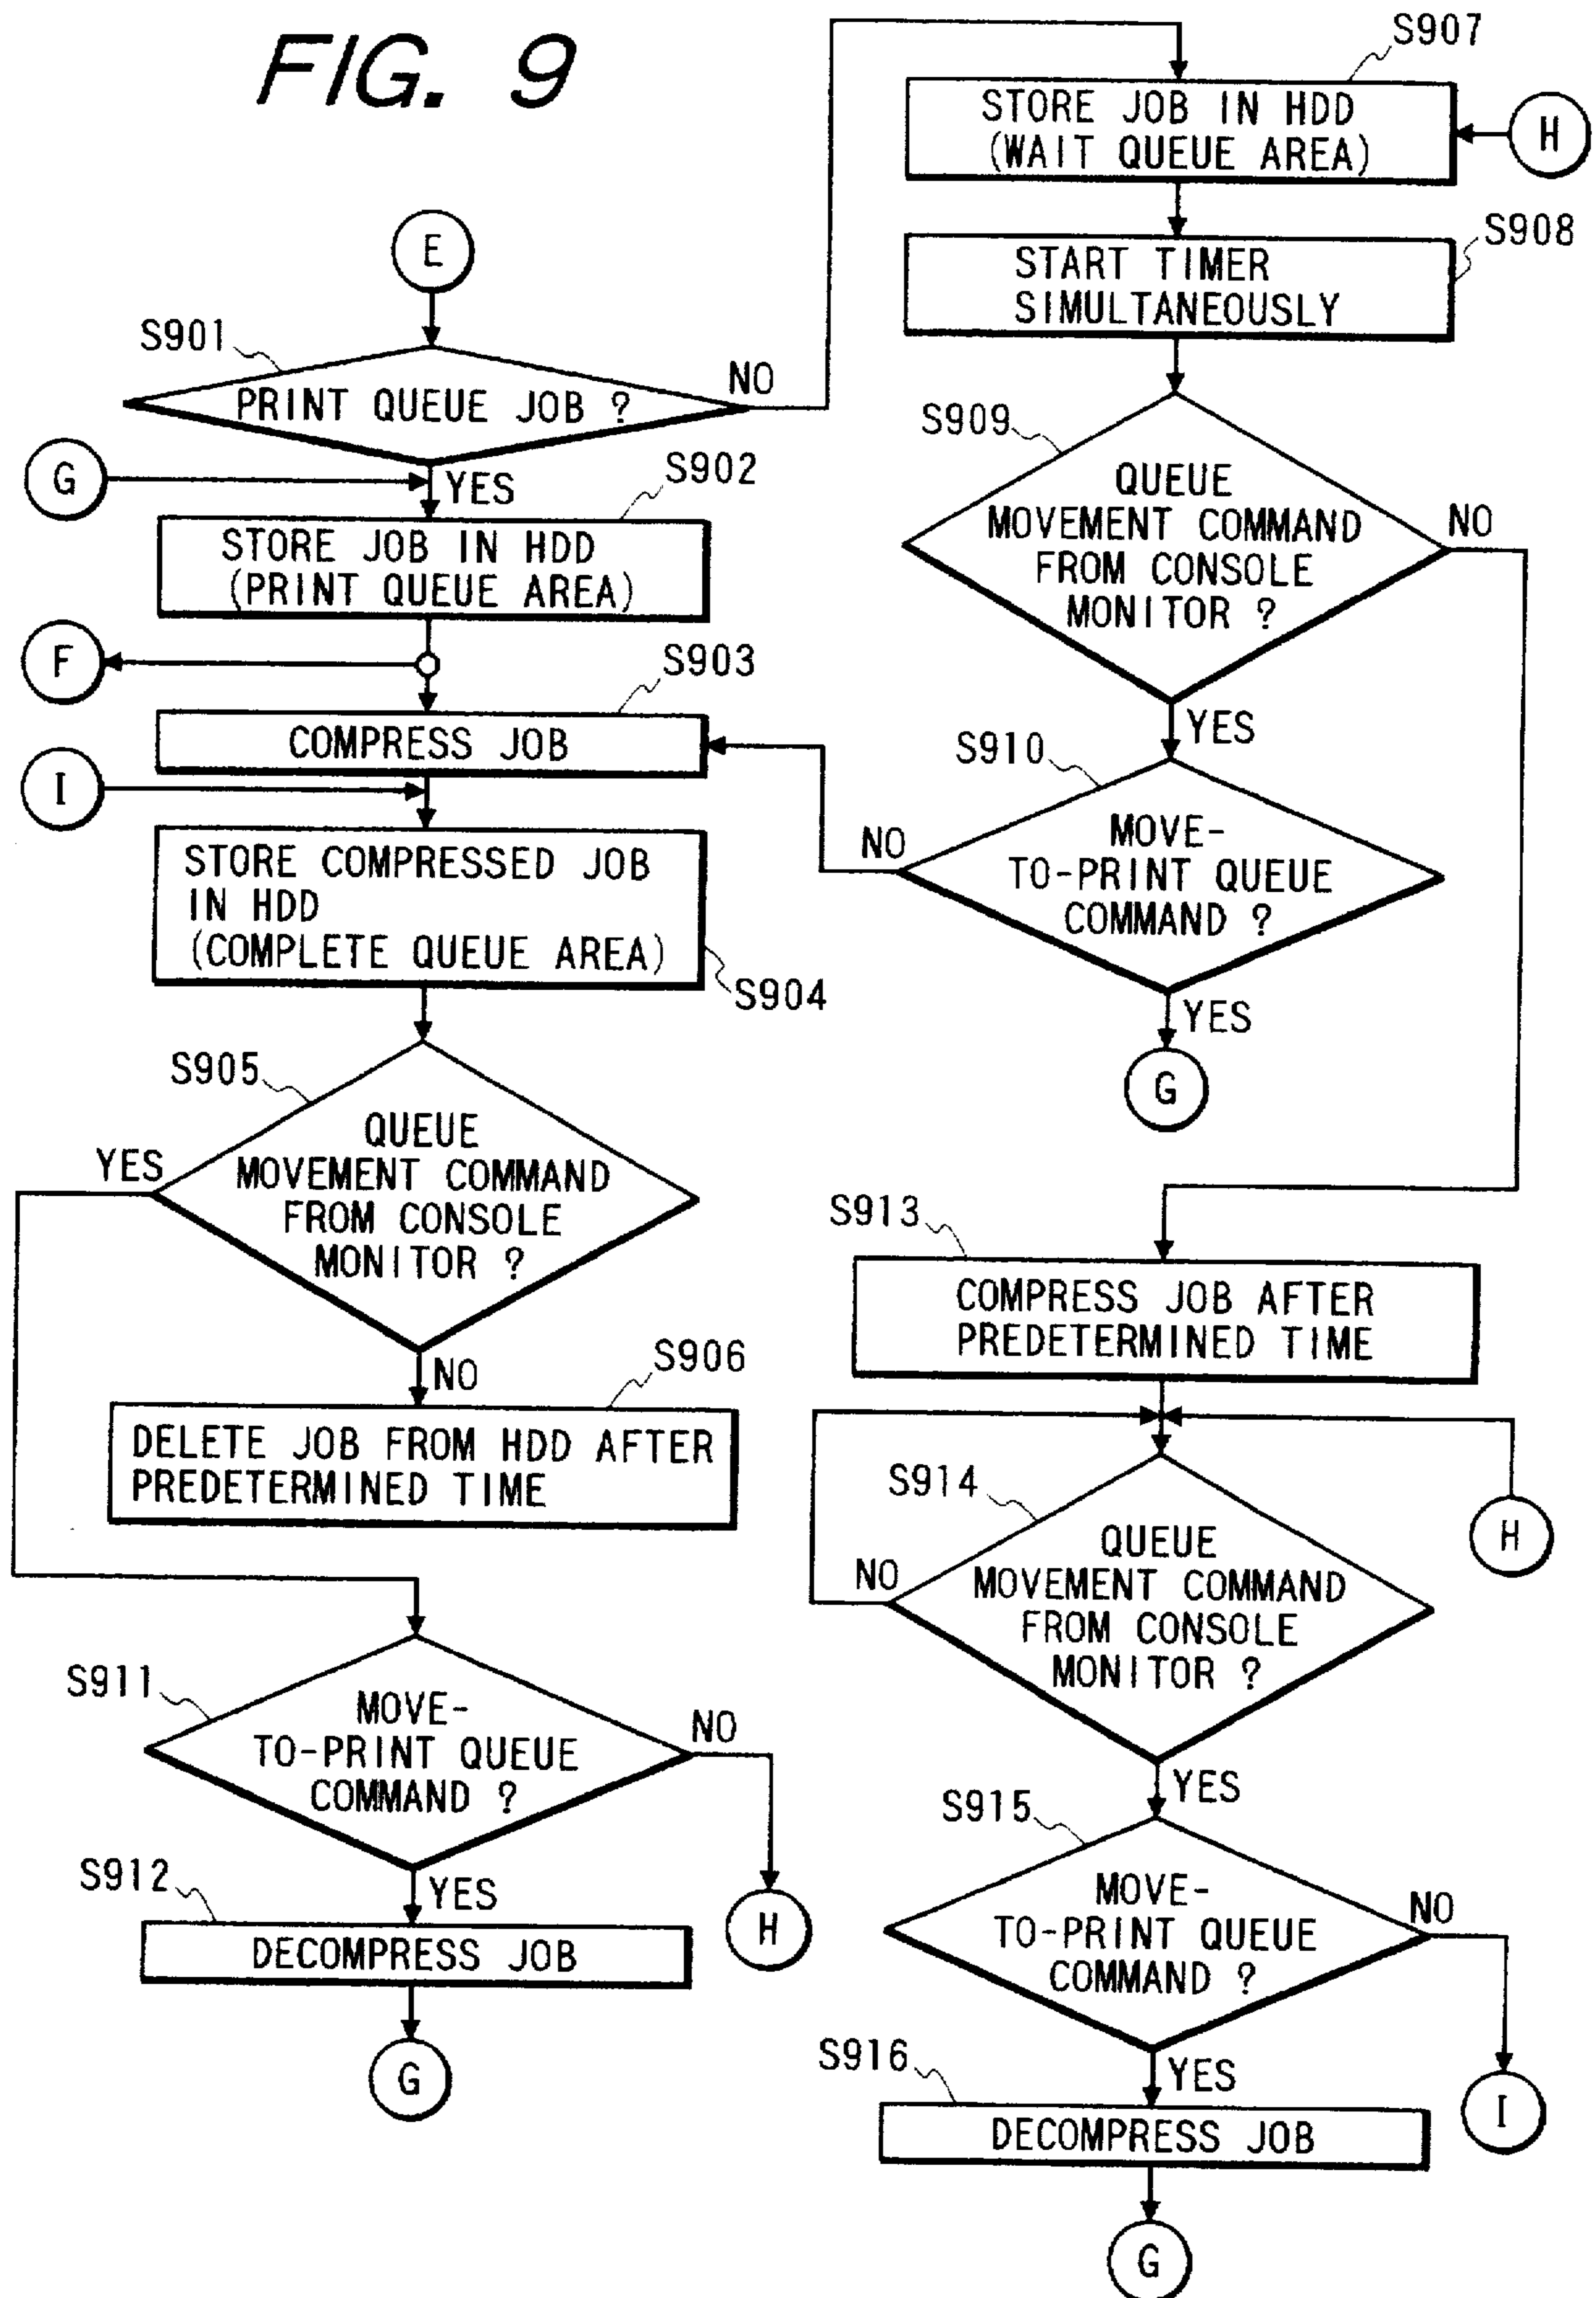 FIG. 9
E
S901
PRINT QUEUE JOB ?
NO
G
YES
S902
STORE JOB IN HDD
(PRINT QUEUE AREA)
F
S903
COMPRESS JOB
I
STORE COMPRESSED JOB
IN HDD
(COMPLETE QUEUE AREA)
S904
S905
YES
QUEUE
MOVEMENT COMMAND
FROM CONSOLE
MONITOR ?
NO
S906
DELETE JOB FROM HDD AFTER
PREDETERMINED TIME
S911
MOVE-
TO-PRINT QUEUE
COMMAND ?
NO
H
YES
S912
DECOMPRESS JOB
G
S907
STORE JOB IN HDD
(WAIT QUEUE AREA)
H
S908
START TIMER
SIMULTANEOUSLY
S909
QUEUE
MOVEMENT COMMAND
FROM CONSOLE
MONITOR ?
NO
YES
S910
MOVE-
TO-PRINT QUEUE
COMMAND ?
NO
YES
G
S913
COMPRESS JOB AFTER
PREDETERMINED TIME
S914
QUEUE
MOVEMENT COMMAND
FROM CONSOLE
MONITOR ?
NO
H
YES
S915
MOVE-
TO-PRINT QUEUE
COMMAND ?
NO
I
YES
S916
DECOMPRESS JOB
G